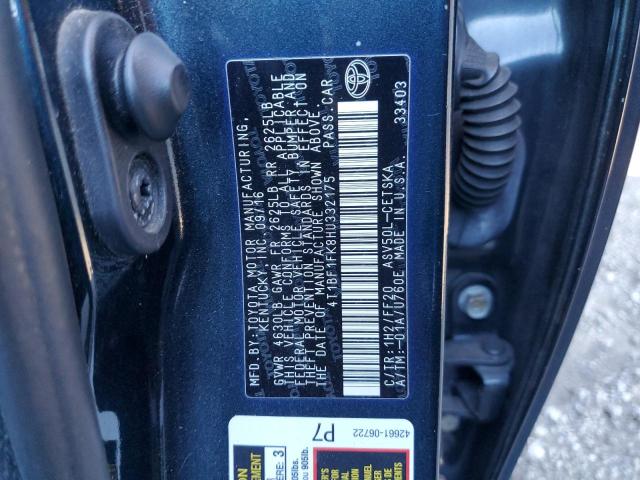 MFD.BY:TOYOTA MOTOR MANUFACTURING,
KENTUCKY, INC. 09/16
GVWR 4630LB GAWR FR 2625LB RR 2625LB
THIS VEHICLE CONFORMS TO ALL APPLICABLE
FEDERAL MOTOR VEHICLE SAFETY, BUMPER, AND
THEFT PREVENTION STANDARDS IN EFFECT ON
THE DATE OF MANUFACTURE SHOWN ABOVE.
4T1BF1FK8HU332175 PASS.CAR
C/TR:1H2/FF20 ASV50L-CETSKA
A/TM:-01A/U760E MADE IN U.S.A. 33403
P7 42661-06722